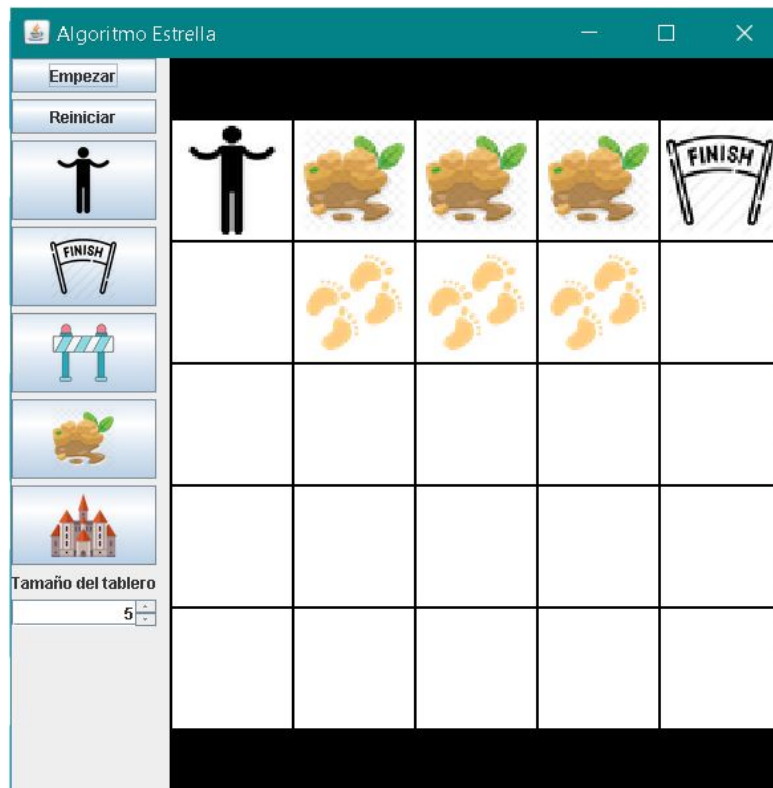 Algoritmo Estrella
Empezar
Reiniciar
FINISH
FINISH
Tamaño del tablero
5